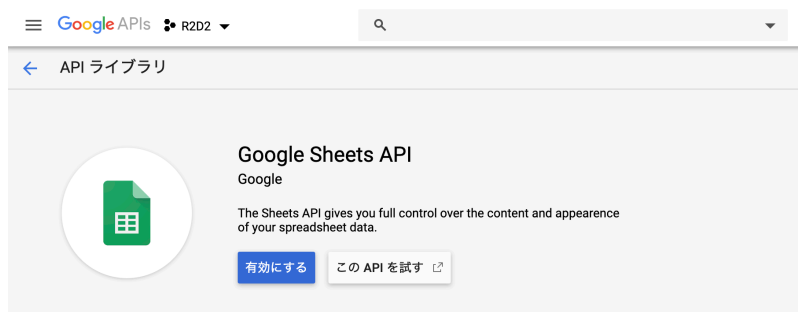 Google APIs R2D2
API ライブラリ
Google Sheets API
Google
The Sheets API gives you full control over the content and appearence
of your spreadsheet data.
有効にする この API を試す